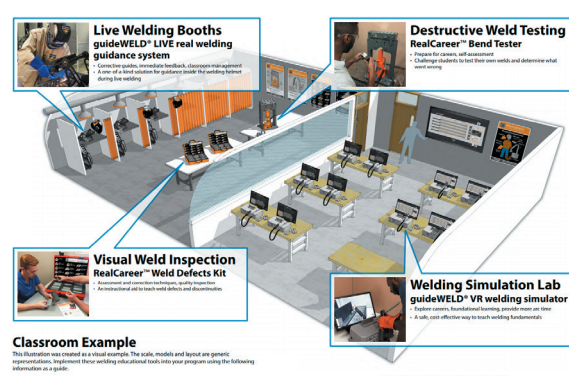 Live Welding Booths
guideWELD® LIVE real welding
guidance system
• Corrective guides, immediate feedback, classroom management
• A one-of-a-kind solution for guidance inside the welding helmet
during live welding
Destructive Weld Testing
RealCareer™ Bend Tester
• Prepare for careers, self-assessment
• Challenge students to test their own welds and determine what
went wrong
Visual Weld Inspection
RealCareer™ Weld Defects Kit
• Assessment and correction techniques, quality inspection
• An instructional aid to teach weld defects and discontinuities
Welding Simulation Lab
guideWELD® VR welding simulator
• Explore careers, foundational learning, provide more arc time
• A safe, cost-effective way to teach welding fundamentals
Classroom Example
This illustration was created as a visual example. The scale, models and layout are generic
representations. Implement these welding educational tools into your program using the following
information as a guide.